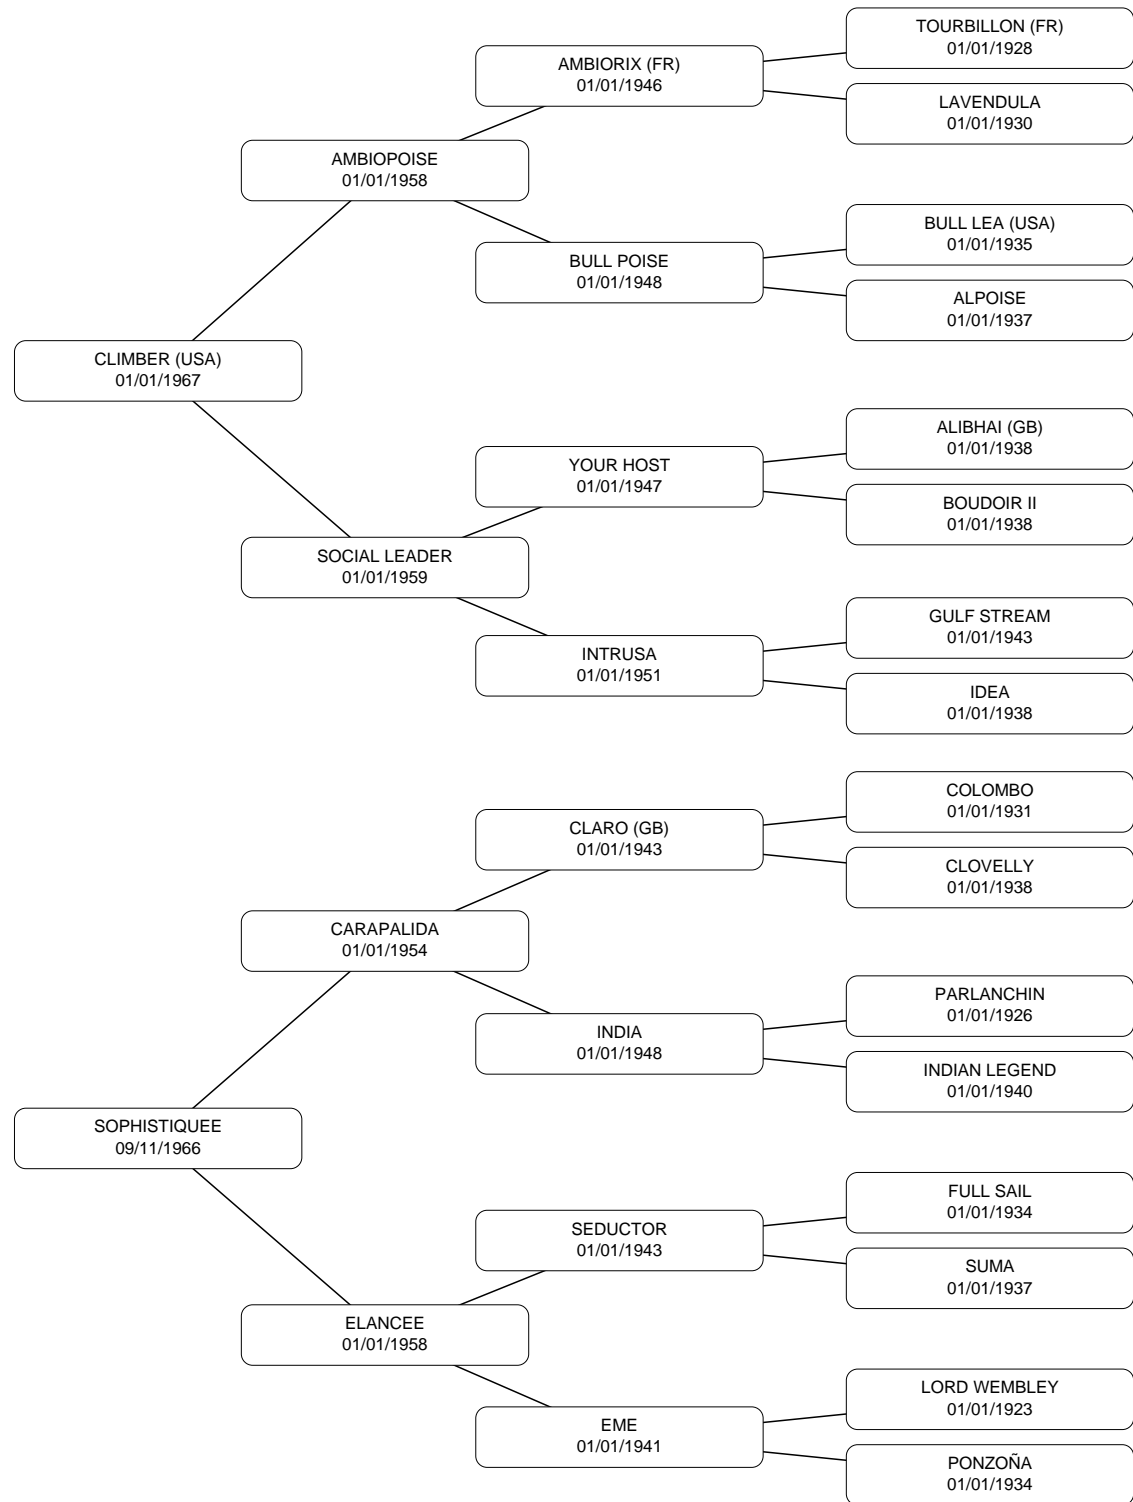 TOURBILLON (FR)
01/01/1928
AMBIORIX (FR)
01/01/1946
LAVENDULA
01/01/1930
AMBIOPOISE
01/01/1958
BULL LEA (USA)
01/01/1935
BULL POISE
01/01/1948
ALPOISE
01/01/1937
CLIMBER (USA)
01/01/1967
ALIBHAI (GB)
01/01/1938
YOUR HOST
01/01/1947
BOUDOIR II
01/01/1938
SOCIAL LEADER
01/01/1959
GULF STREAM
01/01/1943
INTRUSA
01/01/1951
IDEA
01/01/1938
COLOMBO
01/01/1931
CLARO (GB)
01/01/1943
CLOVELLY
01/01/1938
CARAPALIDA
01/01/1954
PARLANCHIN
01/01/1926
INDIA
01/01/1948
INDIAN LEGEND
01/01/1940
SOPHISTIQUEE
09/11/1966
FULL SAIL
01/01/1934
SEDUCTOR
01/01/1943
SUMA
01/01/1937
ELANCEE
01/01/1958
LORD WEMBLEY
01/01/1923
EME
01/01/1941
PONZOÑA
01/01/1934